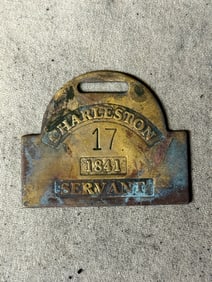 CHARLESTON
17
1841
SERVANT